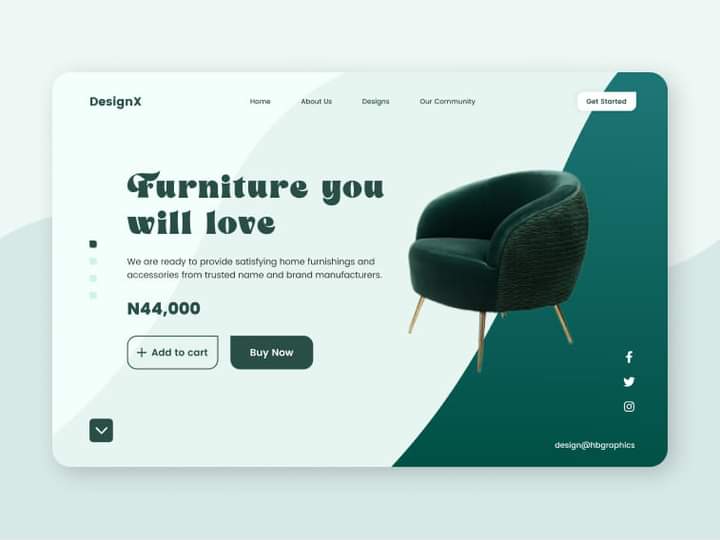 DesignX
Home
About Us
Designs
Our Community
Get Started
Furniture you
will love
We are ready to provide satisfying home furnishings and
accessories from trusted name and brand manufacturers.
N44,000
+ Add to cart
Buy Now
design@hbgraphics